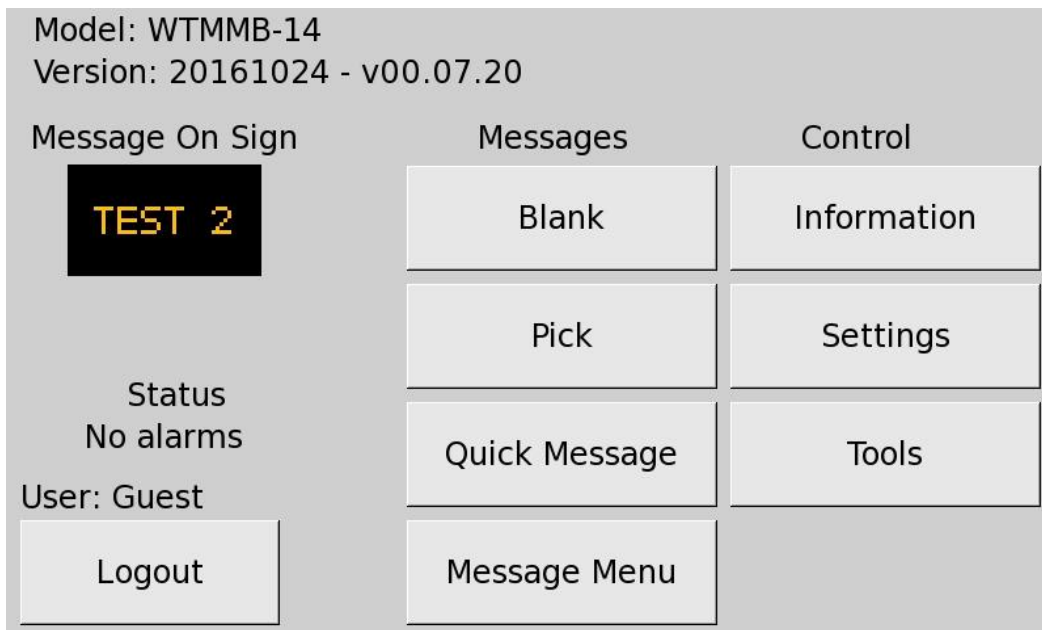 Model: WTMMB-14
Version: 20161024 - v00.07.20
Message On Sign
TEST 2
Status
No alarms
User: Guest
Logout
Messages
Blank
Pick
Quick Message
Message Menu
Control
Information
Settings
Tools